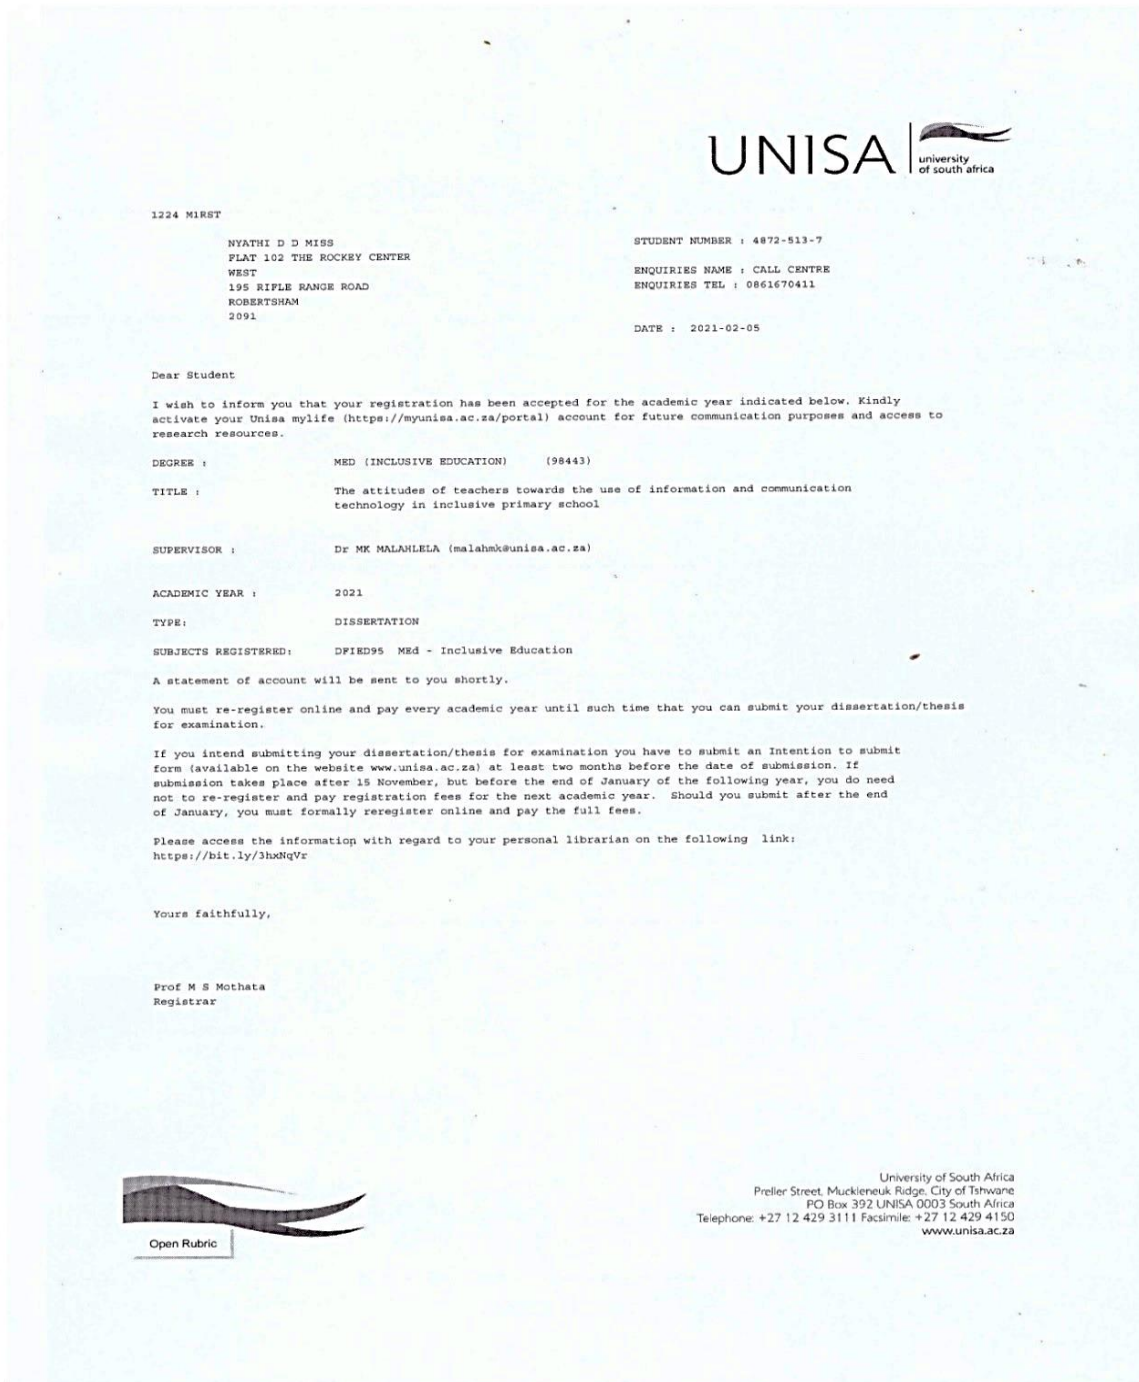 UNISA
university
of south africa
1224 M1RST
NYATHI D D MISS
FLAT 102 THE ROCKEY CENTER
WEST
195 RIFLE RANGE ROAD
ROBERTSHAM
2091
STUDENT NUMBER : 4872-513-7
ENQUIRIES NAME : CALL CENTRE
ENQUIRIES TEL : 0861670411
DATE : 2021-02-05
Dear Student
I wish to inform you that your registration has been accepted for the academic year indicated below. Kindly
activate your Unisa mylife (https://myunisa.ac.za/portal) account for future communication purposes and access to
research resources.
DEGREE : MED (INCLUSIVE EDUCATION) (98443)
TITLE : The attitudes of teachers towards the use of information and communication
technology in inclusive primary school
SUPERVISOR : Dr MK MALAHLELA (malahmk@unisa.ac.za)
ACADEMIC YEAR : 2021
TYPE: DISSERTATION
SUBJECTS REGISTERED: DFIED95 MEd - Inclusive Education
A statement of account will be sent to you shortly.
You must re-register online and pay every academic year until such time that you can submit your dissertation/thesis
for examination.
If you intend submitting your dissertation/thesis for examination you have to submit an Intention to submit
form (available on the website www.unisa.ac.za) at least two months before the date of submission. If
submission takes place after 15 November, but before the end of January of the following year, you do need
not to re-register and pay registration fees for the next academic year. Should you submit after the end
of January, you must formally reregister online and pay the full fees.
Please access the information with regard to your personal librarian on the following link:
https://bit.ly/3hxNqVr
Yours faithfully,
Prof M S Mothata
Registrar
University of South Africa
Preller Street, Muckleneuk Ridge, City of Tshwane
PO Box 392 UNISA 0003 South Africa
Telephone: +27 12 429 3111 Facsimile: +27 12 429 4150
www.unisa.ac.za
Open Rubric